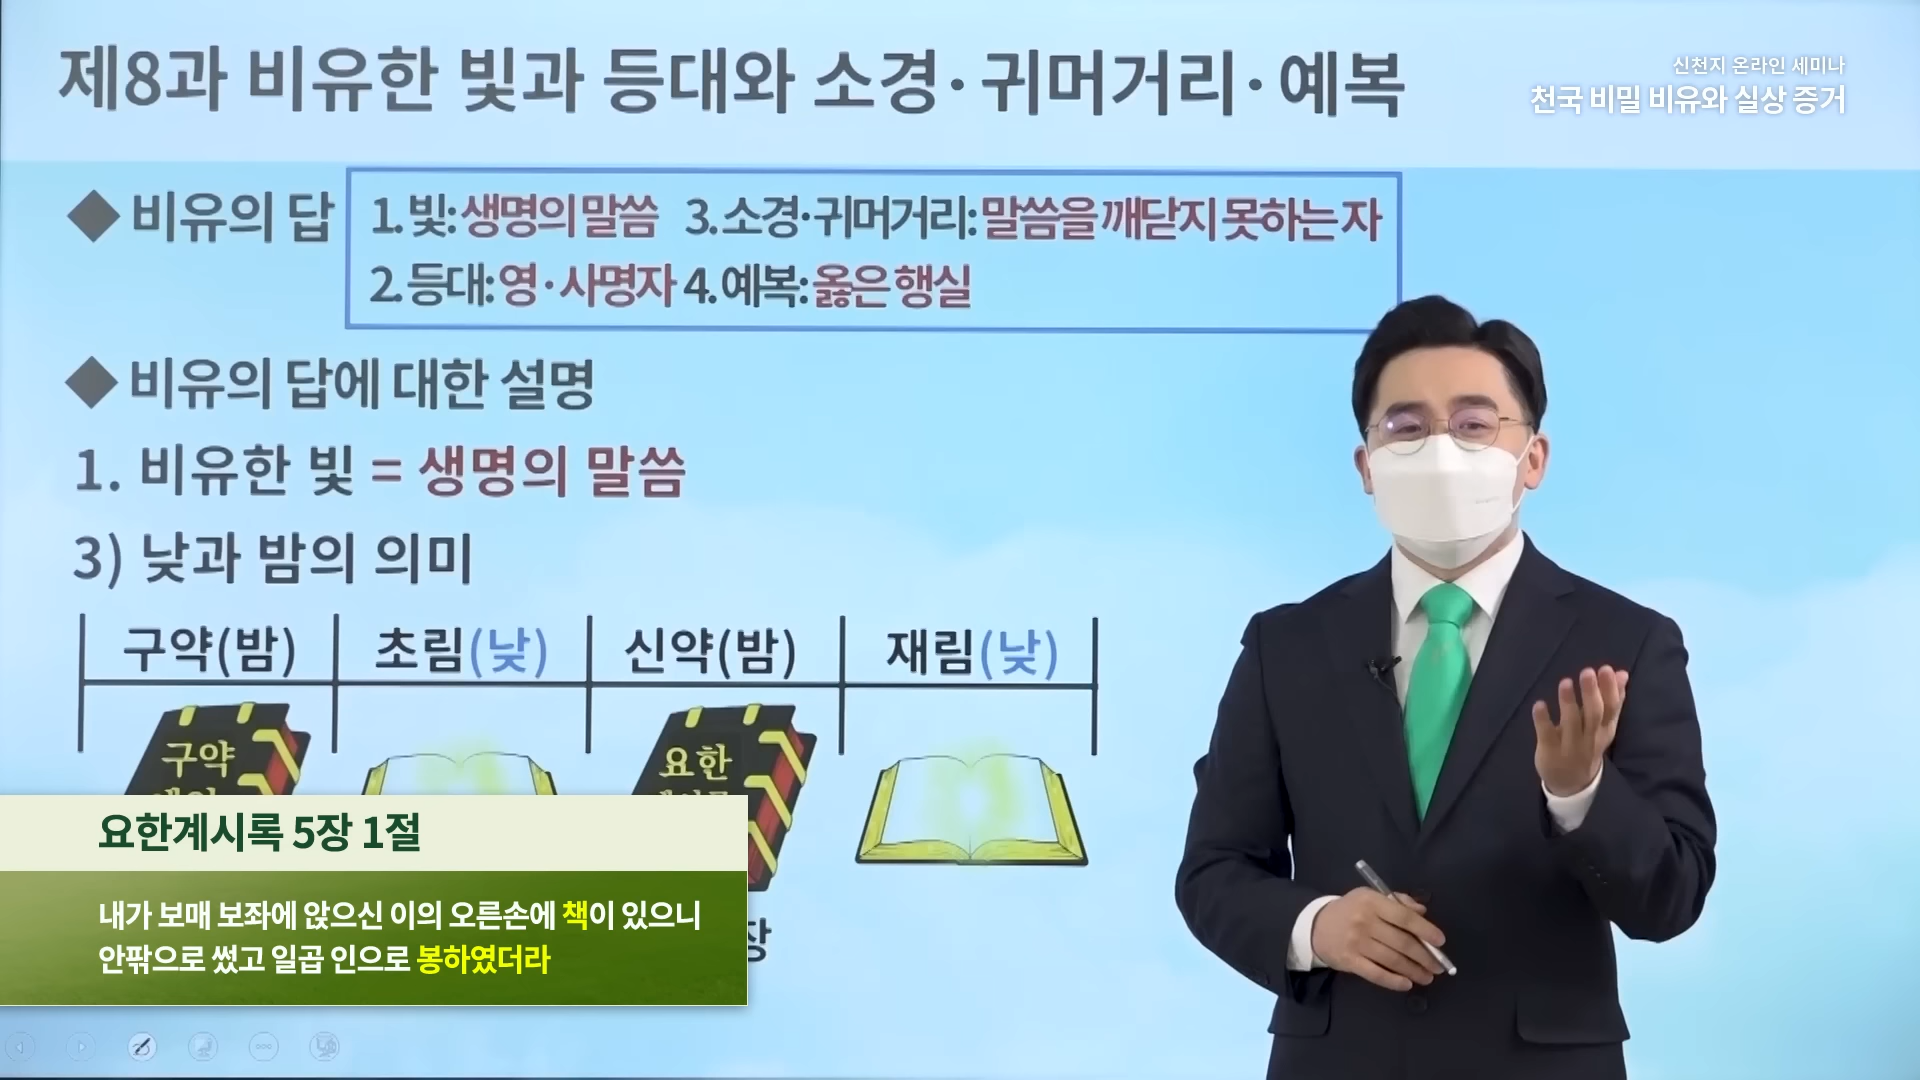 제8과 비유한 빛과 등대와 소경·귀머거리·예복
신천지 온라인 세미나
천국 비밀 비유와 실상 증거
◆ 비유의 답
1. 빛: 생명의 말씀 3. 소경·귀머거리: 말씀을 깨닫지 못하는 자
2. 등대: 영·사명자 4. 예복: 옳은 행실
◆ 비유의 답에 대한 설명
1. 비유한 빛 = 생명의 말씀
3) 낮과 밤의 의미
구약(밤) 초림(낮) 신약(밤) 재림(낮)
구약
요한
장
요한계시록 5장 1절
내가 보매 보좌에 앉으신 이의 오른손에 책이 있으니
안팎으로 썼고 일곱 인으로 봉하였더라